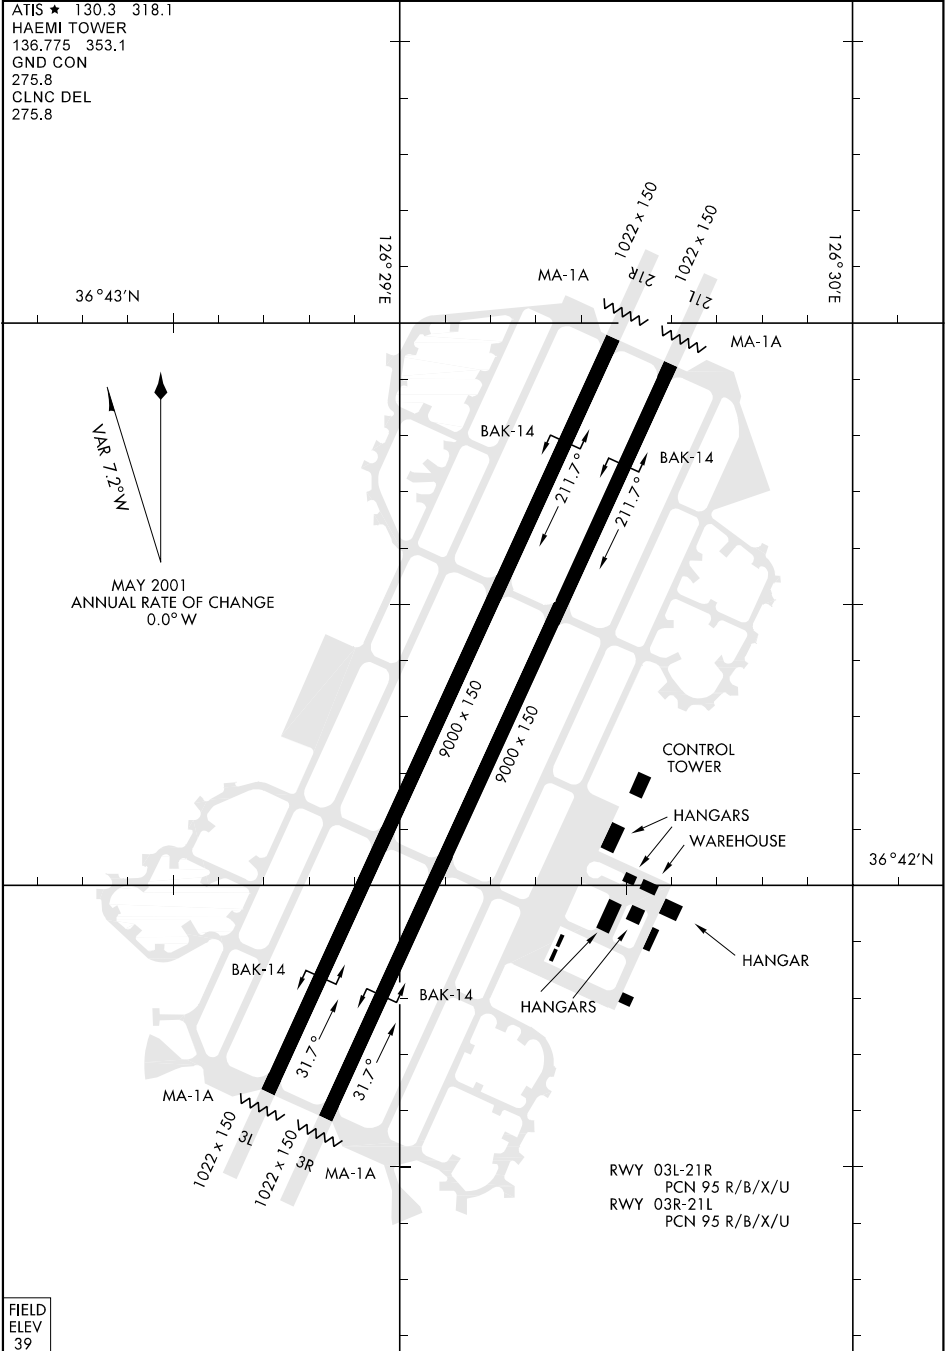 ATIS ★ 130.3 318.1
HAEMI TOWER
136.775 353.1
GND CON
275.8
CLNC DEL
275.8
1022 x 150
1022 x 150
126°29'E
126°30'E
36°43'N
MA-1A
21R
21L
MA-1A
VAR 7.2°W
BAK-14
BAK-14
211.7°
211.7°
MAY 2001
ANNUAL RATE OF CHANGE
0.0°W
9000 x 150
9000 x 150
CONTROL
TOWER
HANGARS
WAREHOUSE
36°42'N
HANGAR
BAK-14
BAK-14
HANGARS
31.7°
31.7°
MA-1A
3L
3R
MA-1A
1022 x 150
1022 x 150
RWY 03L-21R
PCN 95 R/B/X/U
RWY 03R-21L
PCN 95 R/B/X/U
FIELD
ELEV
39